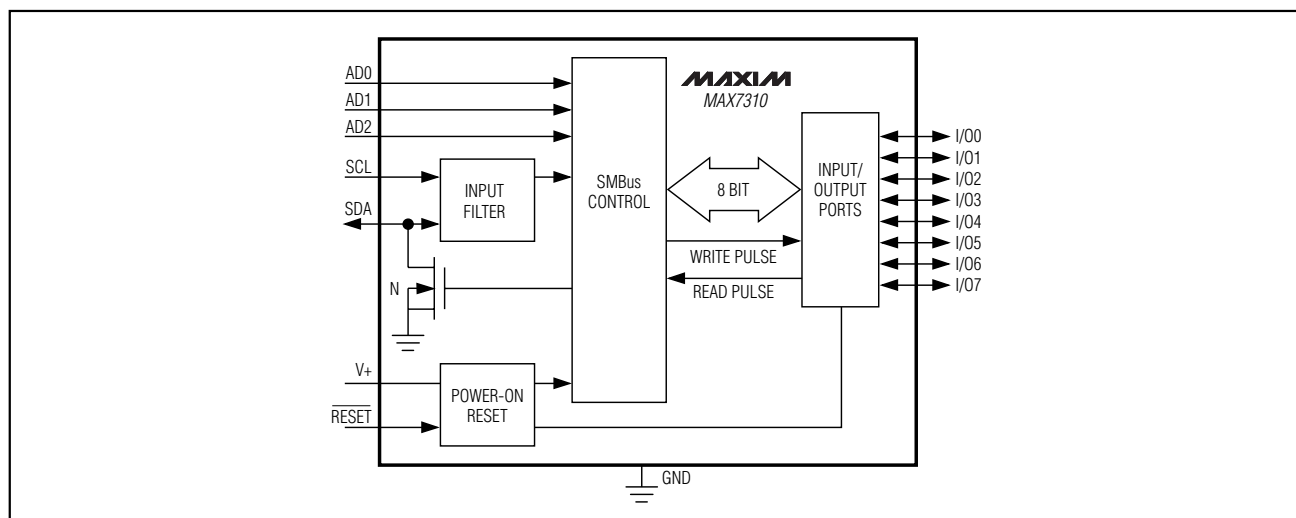 AD0
AD1
AD2
SCL
SDA
N
V+
RESET
INPUT
FILTER
POWER-ON
RESET
SMBus
CONTROL
MAXIM
MAX7310
8 BIT
WRITE PULSE
READ PULSE
INPUT/
OUTPUT
PORTS
I/O0
I/O1
I/O2
I/O3
I/O4
I/O5
I/O6
I/O7
GND